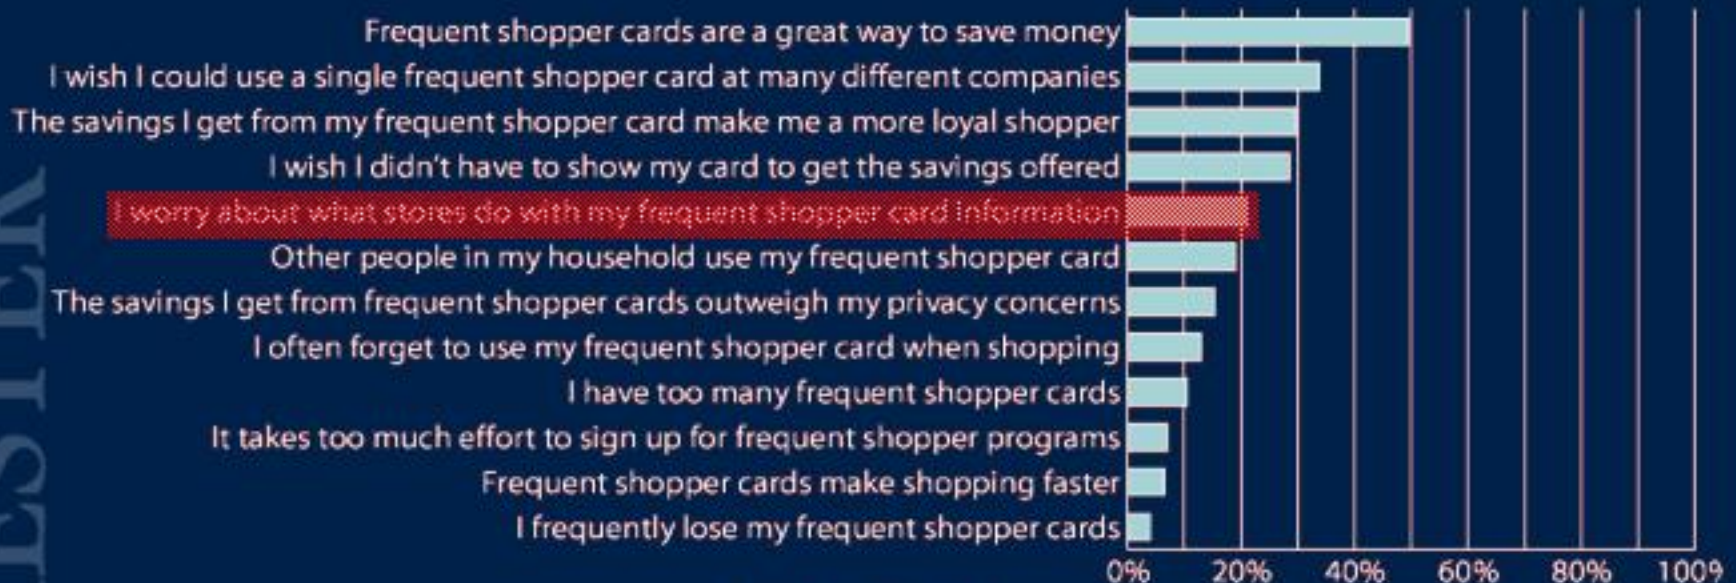 Frequent shopper cards are a great way to save money
I wish I could use a single frequent shopper card at many different companies
The savings I get from my frequent shopper card make me a more loyal shopper
I wish I didn't have to show my card to get the savings offered
I worry about what stores do with my frequent shopper card information
Other people in my household use my frequent shopper card
The savings I get from frequent shopper cards outweigh my privacy concerns
I often forget to use my frequent shopper card when shopping
I have too many frequent shopper cards
It takes too much effort to sign up for frequent shopper programs
Frequent shopper cards make shopping faster
I frequently lose my frequent shopper cards
0% 20% 40% 60% 80%